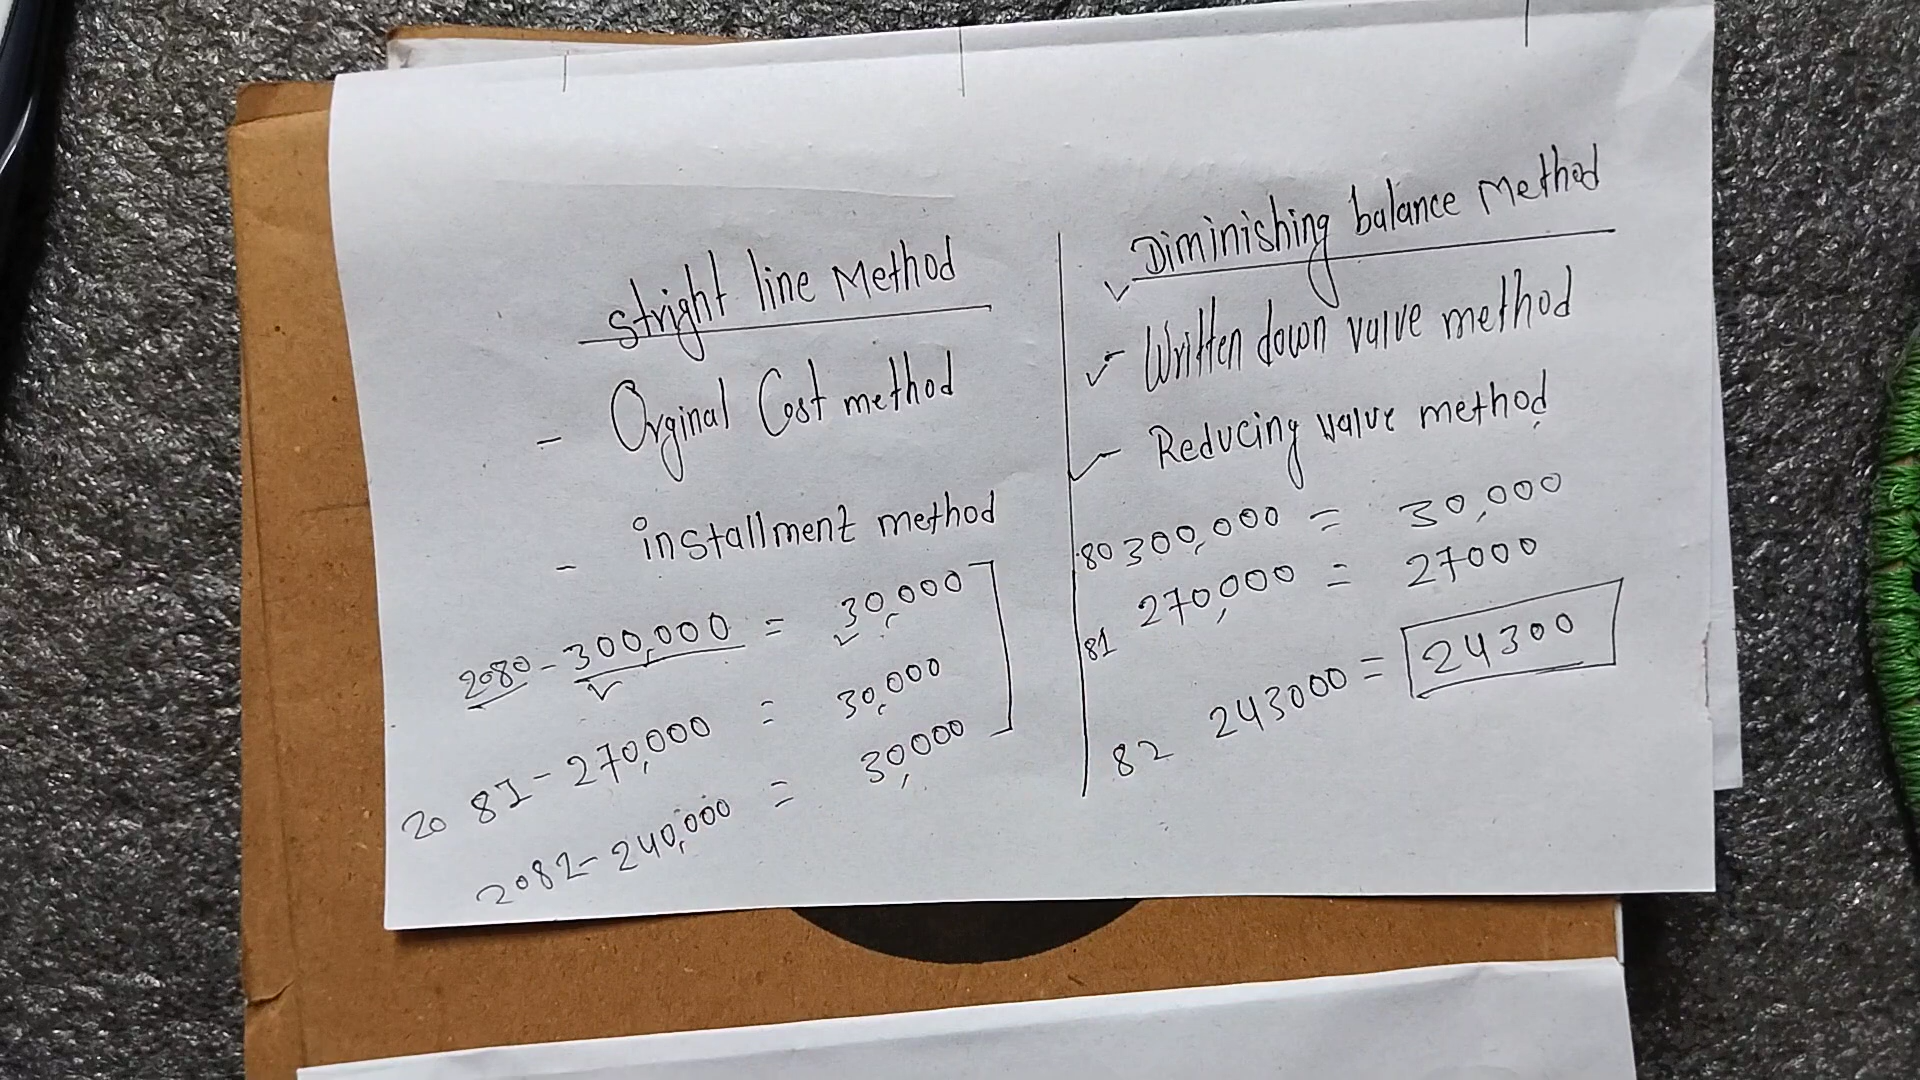 stright line Method
- Orginal Cost method
- installment method
2080 - 300,000 = 30,000
20 81 - 270,000 = 30,000
2082 - 240,000 = 30,000
Diminishing balance Method
Written down value method
Reducing value method
80 300,000 = 30,000
81 270,000 = 27000
82 243000 = 24300